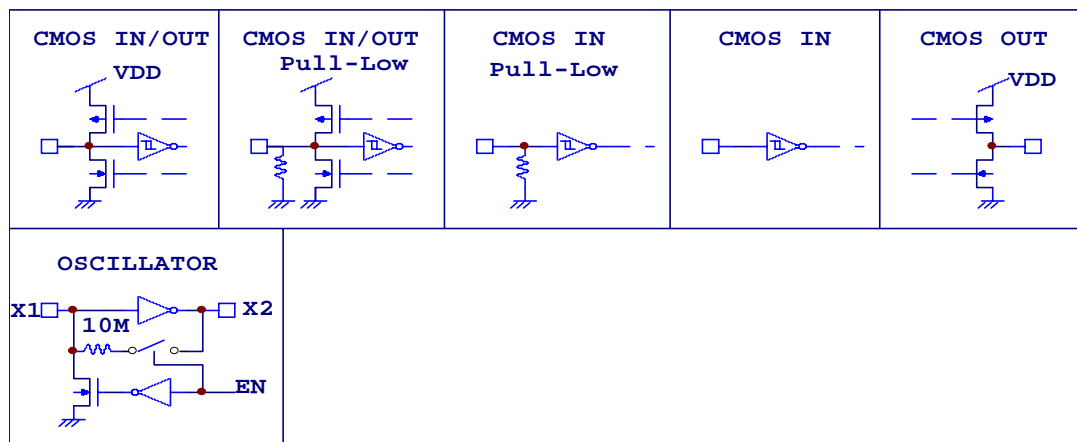 CMOS IN/OUT
VDD
CMOS IN/OUT
Pull-Low
CMOS IN
Pull-Low
CMOS IN
CMOS OUT
VDD
OSCILLATOR
X1
X2
10M
EN